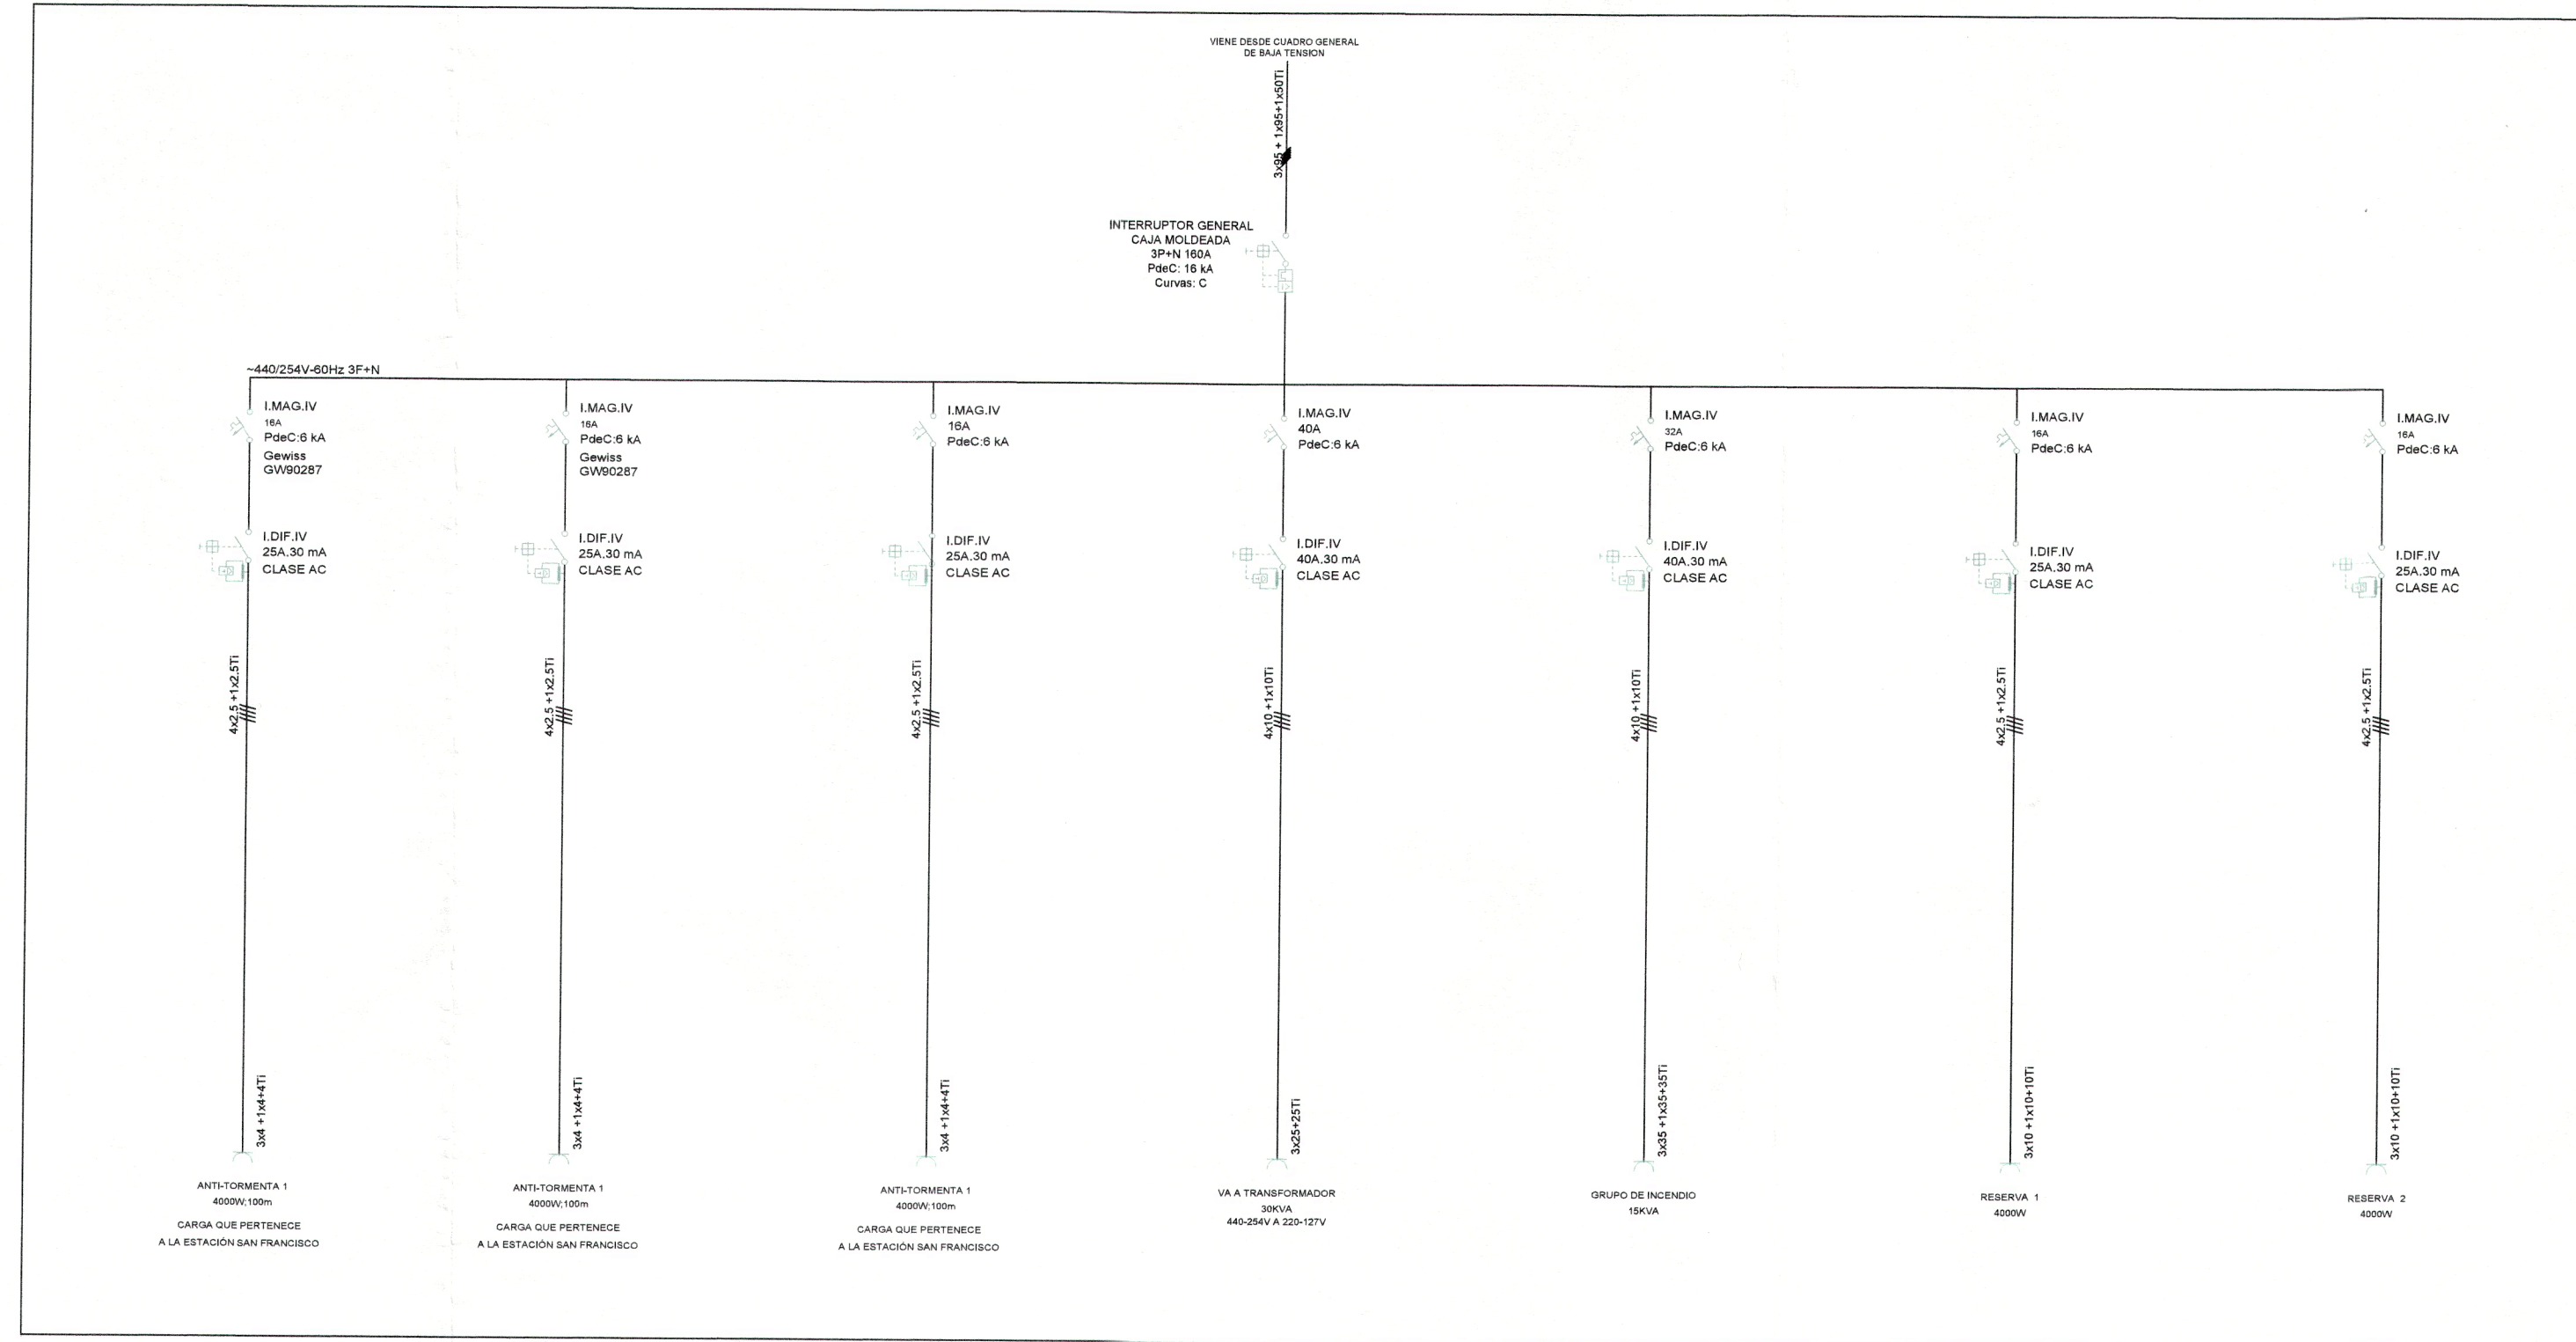 VIENE DESDE CUADRO GENERAL
DE BAJA TENSION
3x95 + 1x95+1x50Ti
INTERRUPTOR GENERAL
CAJA MOLDEADA
3P+N 160A
PdeC: 16 kA
Curvas: C
~440/254V-60Hz 3F+N
I.MAG.IV
16A
PdeC:6 kA
Gewiss
GW90287
I.DIF.IV
25A.30 mA
CLASE AC
4x2.5 +1x2.5Ti
3x4 +1x4+4Ti
ANTI-TORMENTA 1
4000W;100m
CARGA QUE PERTENECE
A LA ESTACIÓN SAN FRANCISCO
I.MAG.IV
16A
PdeC:6 kA
Gewiss
GW90287
I.DIF.IV
25A.30 mA
CLASE AC
4x2.5 +1x2.5Ti
3x4 +1x4+4Ti
ANTI-TORMENTA 1
4000W;100m
CARGA QUE PERTENECE
A LA ESTACIÓN SAN FRANCISCO
I.MAG.IV
16A
PdeC:6 kA
I.DIF.IV
25A.30 mA
CLASE AC
4x2.5 +1x2.5Ti
3x4 +1x4+4Ti
ANTI-TORMENTA 1
4000W;100m
CARGA QUE PERTENECE
A LA ESTACIÓN SAN FRANCISCO
I.MAG.IV
40A
PdeC:6 kA
I.DIF.IV
40A.30 mA
CLASE AC
4x10 +1x10Ti
3x25+25Ti
VA A TRANSFORMADOR
30KVA
440-254V A 220-127V
I.MAG.IV
32A
PdeC:6 kA
I.DIF.IV
40A.30 mA
CLASE AC
4x10 +1x10Ti
3x35 +1x35+35Ti
GRUPO DE INCENDIO
15KVA
I.MAG.IV
16A
PdeC:6 kA
I.DIF.IV
25A.30 mA
CLASE AC
4x2.5 +1x2.5Ti
3x10 +1x10+10Ti
RESERVA 1
4000W
I.MAG.IV
16A
PdeC:6 kA
I.DIF.IV
25A.30 mA
CLASE AC
4x2.5 +1x2.5Ti
3x10 +1x10+10Ti
RESERVA 2
4000W